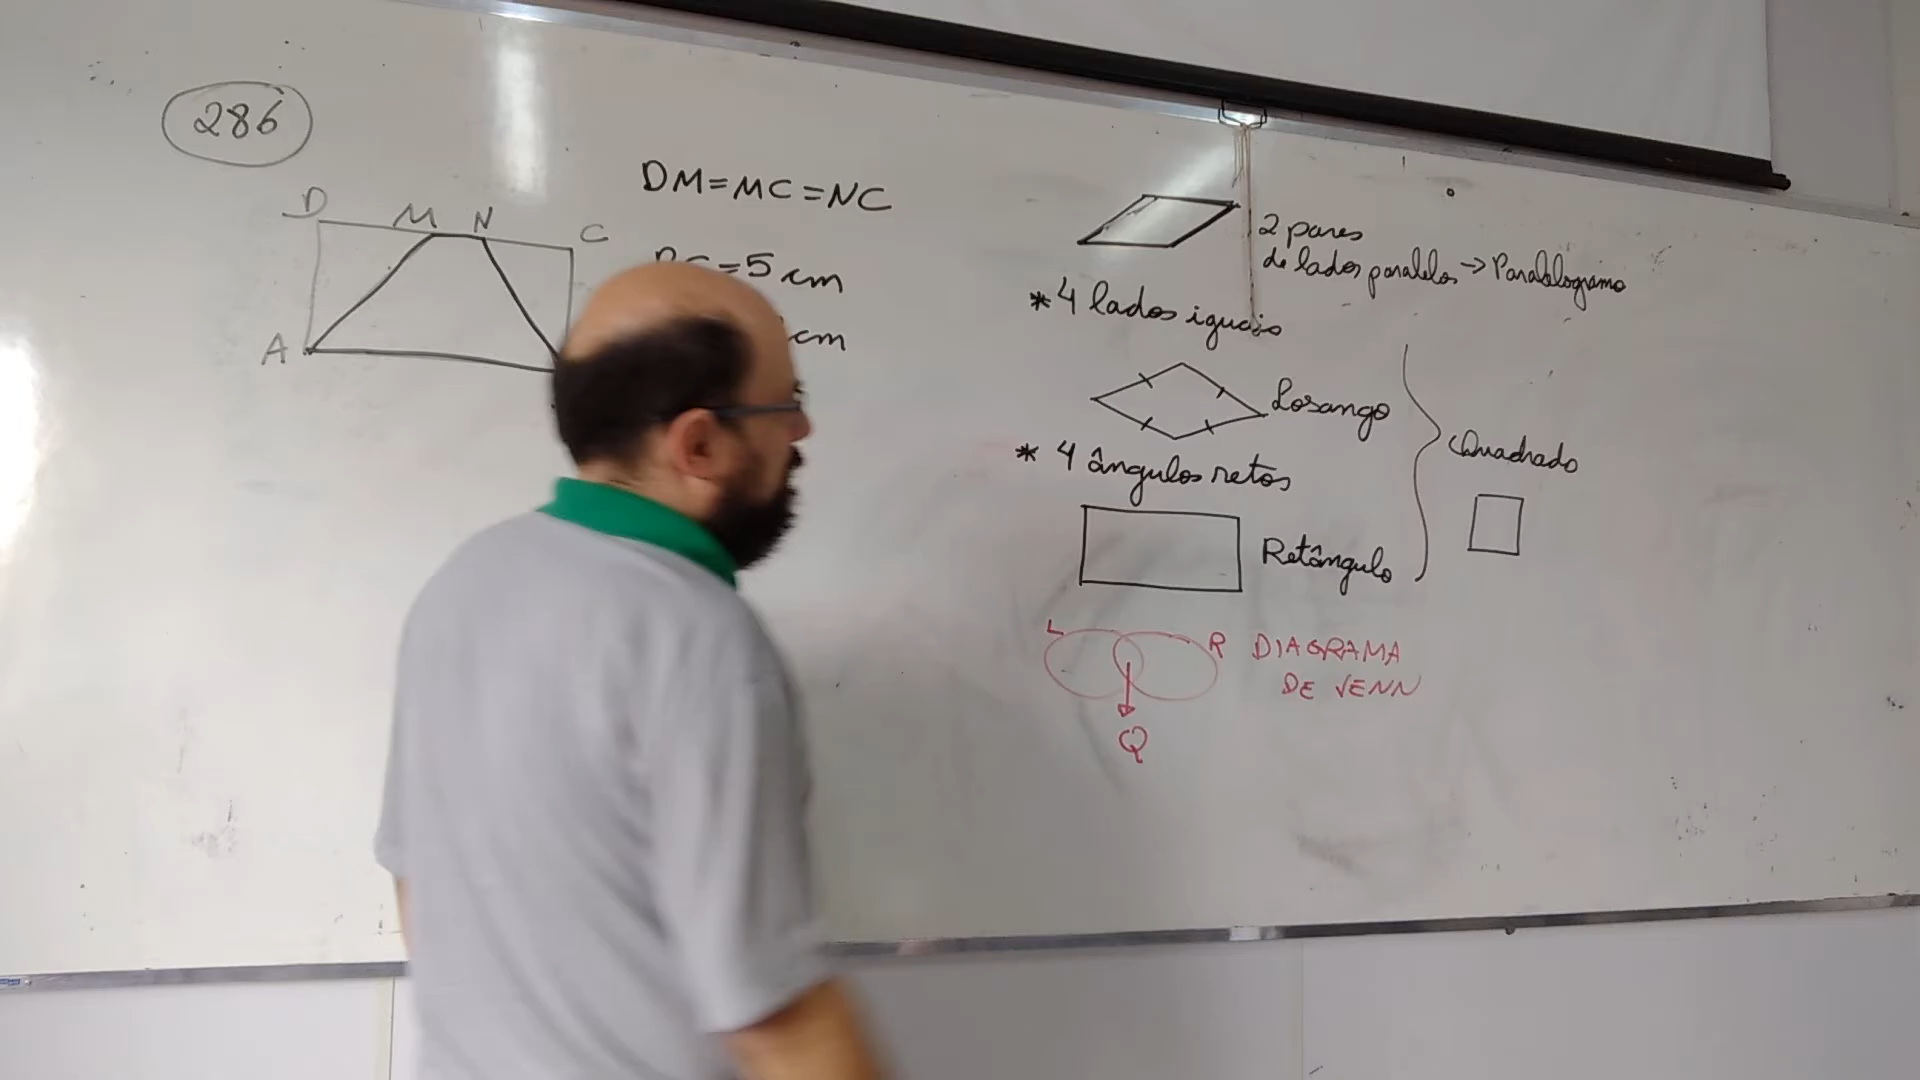 286
D M N C
A
DM=MC=NC
=5 cm
cm
2 pares
de lados paralelos → Paralelogramo
* 4 lados iguais
Losango
* 4 ângulos retos
Quadrado
Retângulo
L R DIAGRAMA
DE VENN
Q